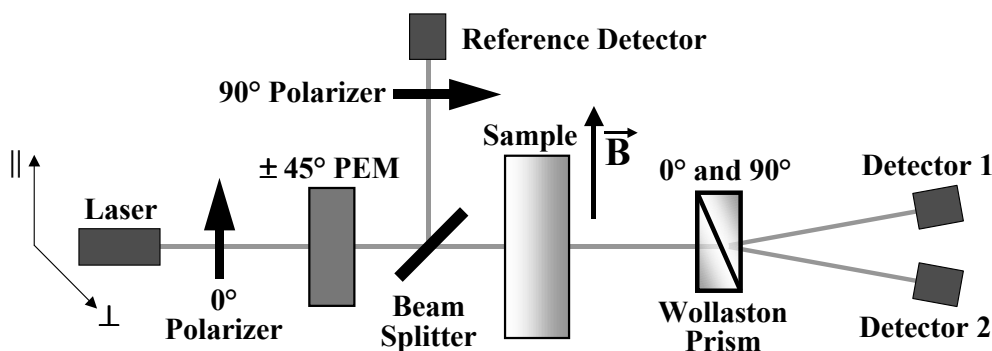 Reference Detector
90° Polarizer
Sample
B
||
± 45° PEM
0° and 90°
Detector 1
Laser
⊥
0°
Polarizer
Beam
Splitter
Wollaston
Prism
Detector 2